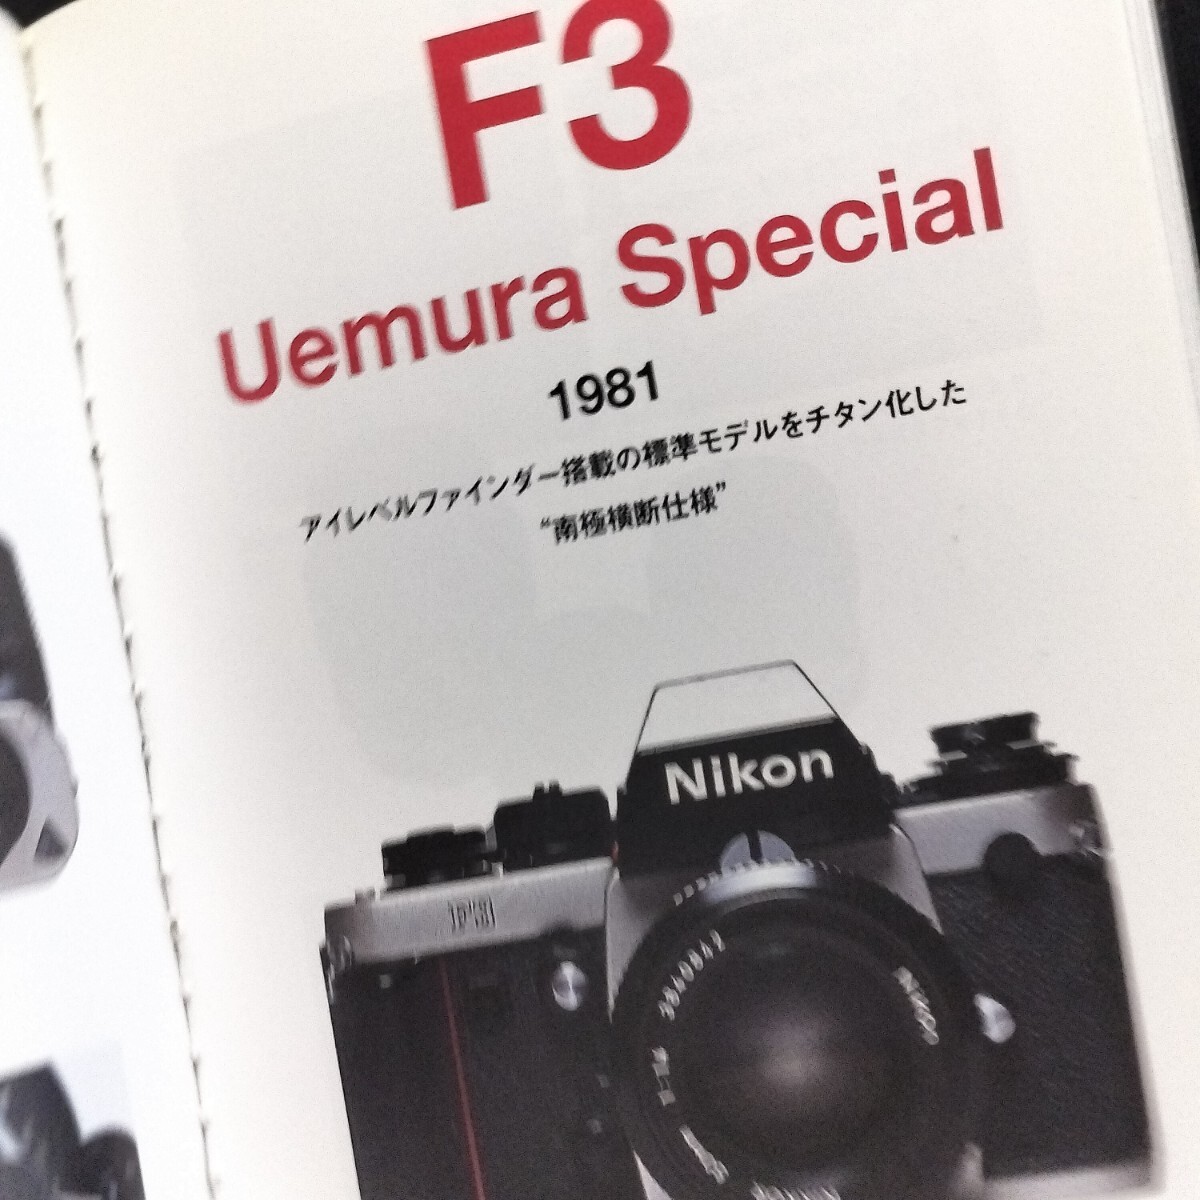 F3
Uemura Special
1981
アイレベルファインダー搭載の標準モデルをチタン化した
“南極横断仕様”
Nikon
F3